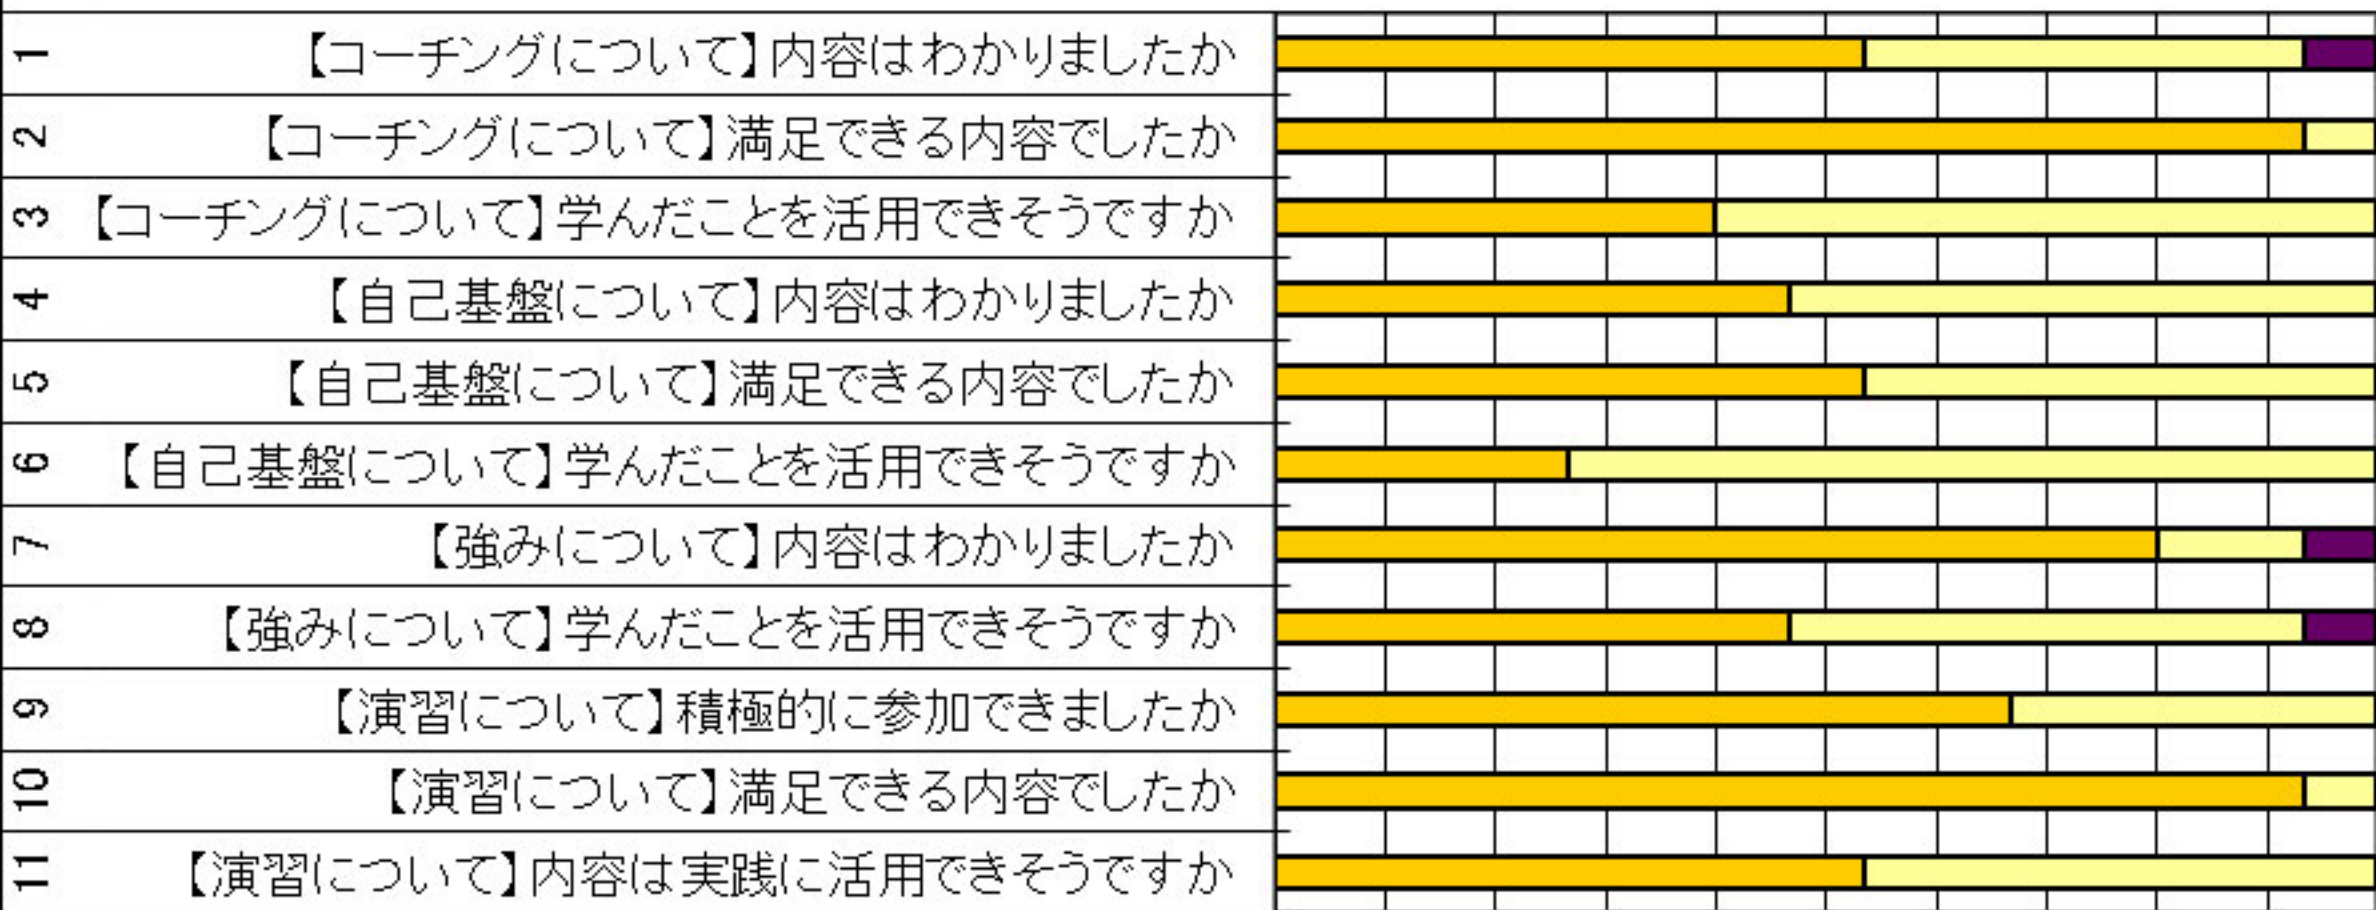 1 【コーチングについて】内容はわかりましたか
2 【コーチングについて】満足できる内容でしたか
3 【コーチングについて】学んだことを活用できそうですか
4 【自己基盤について】内容はわかりましたか
5 【自己基盤について】満足できる内容でしたか
6 【自己基盤について】学んだことを活用できそうですか
7 【強みについて】内容はわかりましたか
8 【強みについて】学んだことを活用できそうですか
9 【演習について】積極的に参加できましたか
10 【演習について】満足できる内容でしたか
11 【演習について】内容は実践に活用できそうですか